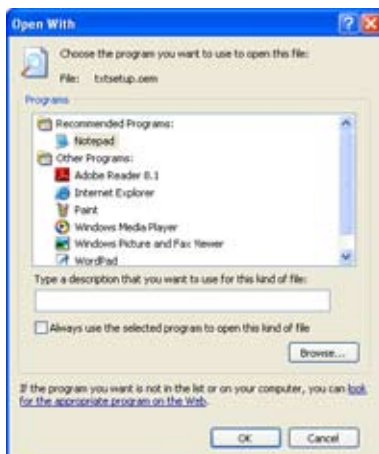 Open With
Choose the program you want to use to open this file:
File: txtsetup.oem
Programs
Recommended Programs:
Notepad
Other Programs:
Adobe Reader 8.1
Internet Explorer
Paint
Windows Media Player
Windows Picture and Fax Viewer
WordPad
Type a description that you want to use for this kind of file:
Always use the selected program to open this kind of file
Browse...
If the program you want is not in the list or on your computer, you can look
for the appropriate program on the Web.
OK Cancel